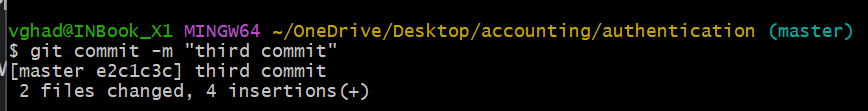 vghad@INBook_X1 MINGW64 ~/OneDrive/Desktop/accounting/authentication (master)
$ git commit -m "third commit"
[master e2c1c3c] third commit
 2 files changed, 4 insertions(+)